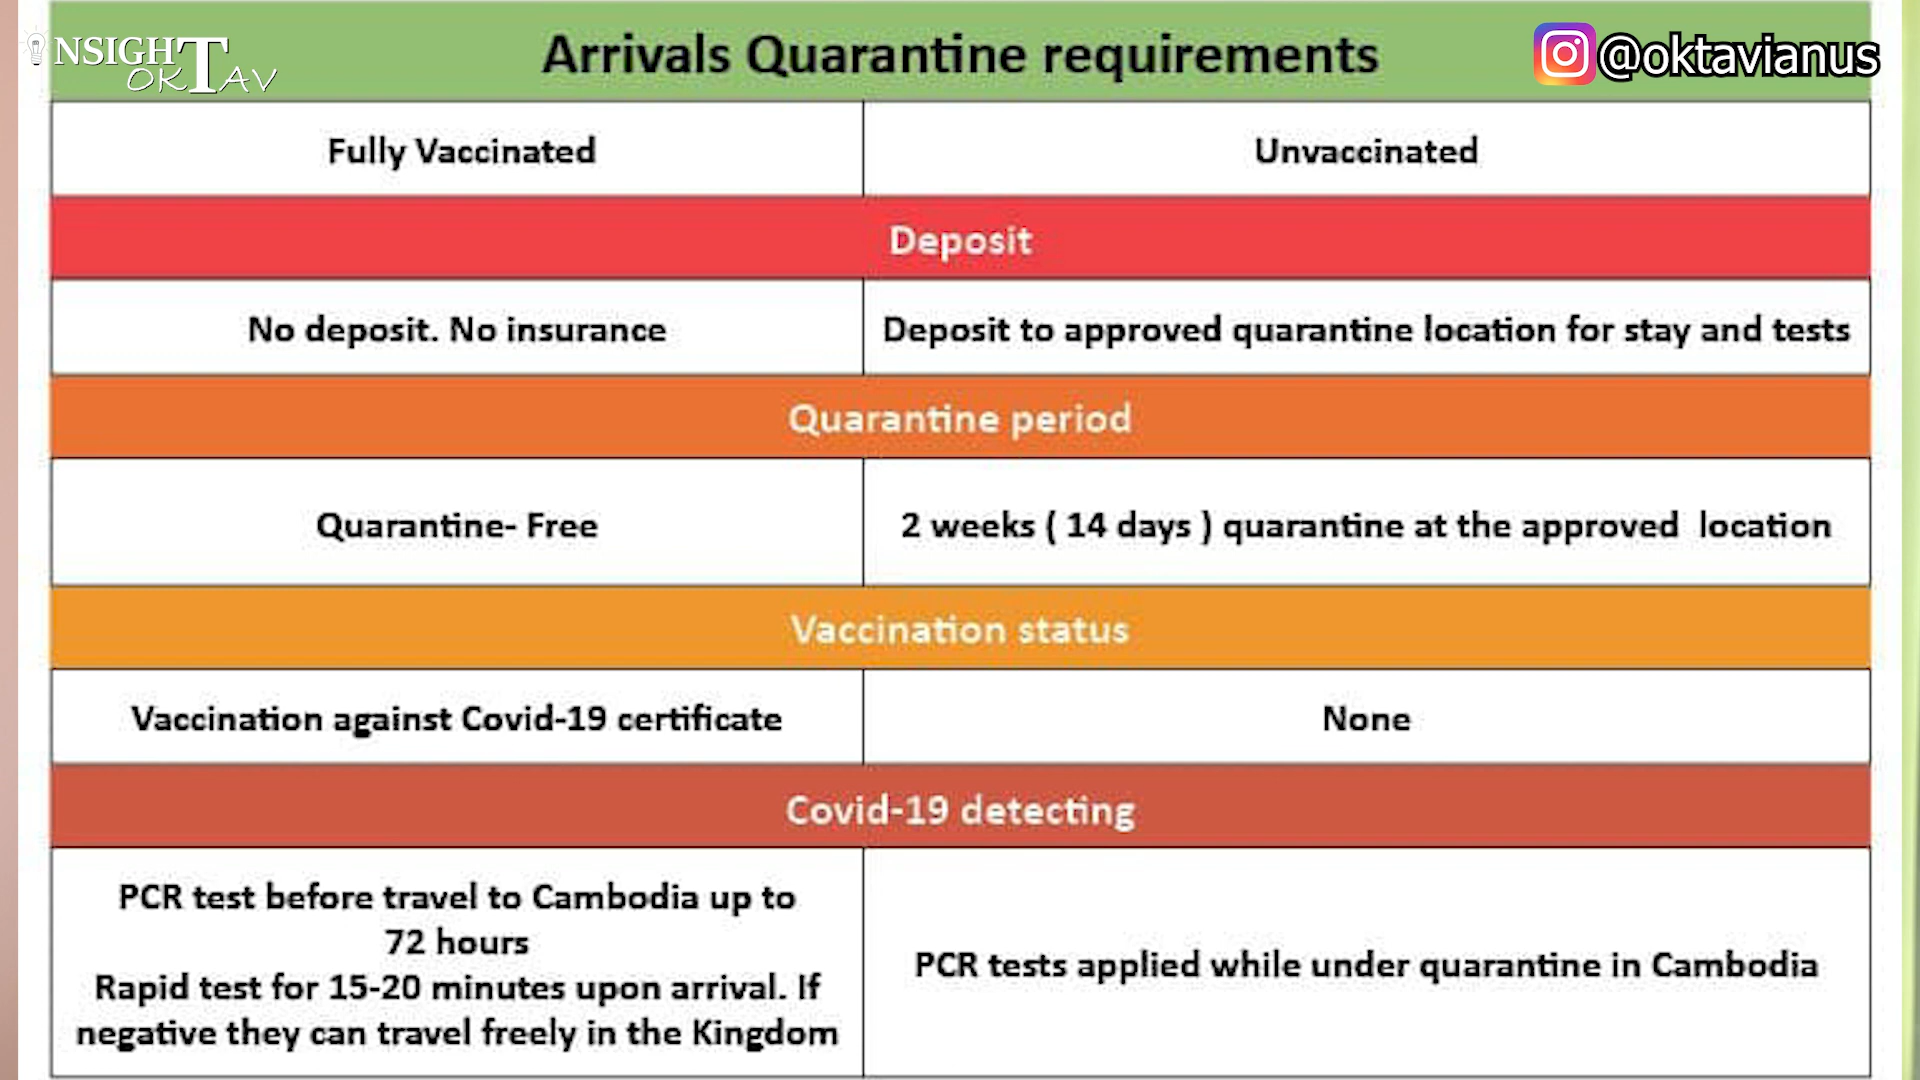 INSIGHT
OKTAV
Arrivals Quarantine requirements
@oktavianus
Fully Vaccinated
Unvaccinated
Deposit
No deposit. No insurance
Deposit to approved quarantine location for stay and tests
Quarantine period
Quarantine- Free
2 weeks ( 14 days ) quarantine at the approved location
Vaccination status
Vaccination against Covid-19 certificate
None
Covid-19 detecting
PCR test before travel to Cambodia up to
72 hours
Rapid test for 15-20 minutes upon arrival. If
negative they can travel freely in the Kingdom
PCR tests applied while under quarantine in Cambodia